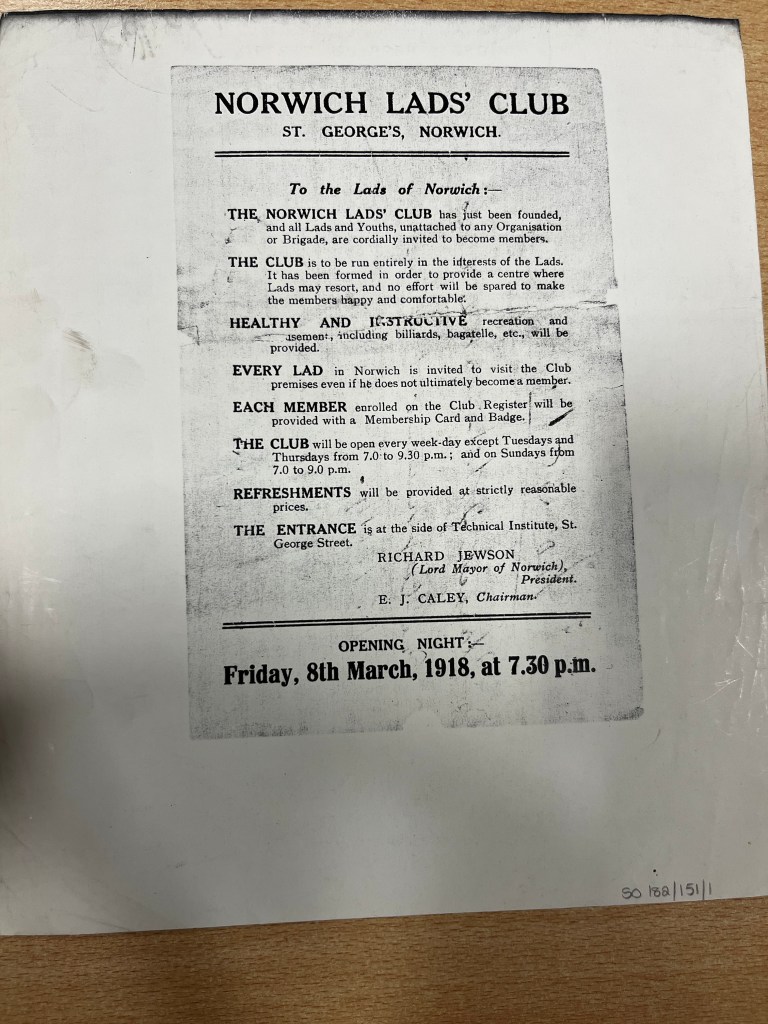 NORWICH LADS' CLUB
ST. GEORGE'S, NORWICH.
To the Lads of Norwich:—
THE NORWICH LADS' CLUB has just been founded,
and all Lads and Youths, unattached to any Organisation
or Brigade, are cordially invited to become members.
THE CLUB is to be run entirely in the interests of the Lads.
It has been formed in order to provide a centre where
Lads may resort, and no effort will be spared to make
the members happy and comfortable.
HEALTHY AND INSTRUCTIVE recreation and
usement, including billiards, bagatelle, etc., will be
provided.
EVERY LAD in Norwich is invited to visit the Club
premises even if he does not ultimately become a member.
EACH MEMBER enrolled on the Club Register will be
provided with a Membership Card and Badge.
THE CLUB will be open every week-day except Tuesdays and
Thursdays from 7.0 to 9.30 p.m.; and on Sundays from
7.0 to 9.0 p.m.
REFRESHMENTS will be provided at strictly reasonable
prices.
THE ENTRANCE is at the side of Technical Institute, St.
George Street.
RICHARD JEWSON
(Lord Mayor of Norwich),
President.
E. J. CALEY, Chairman.
OPENING NIGHT:—
Friday, 8th March, 1918, at 7.30 p.m.
SO 182/151/1